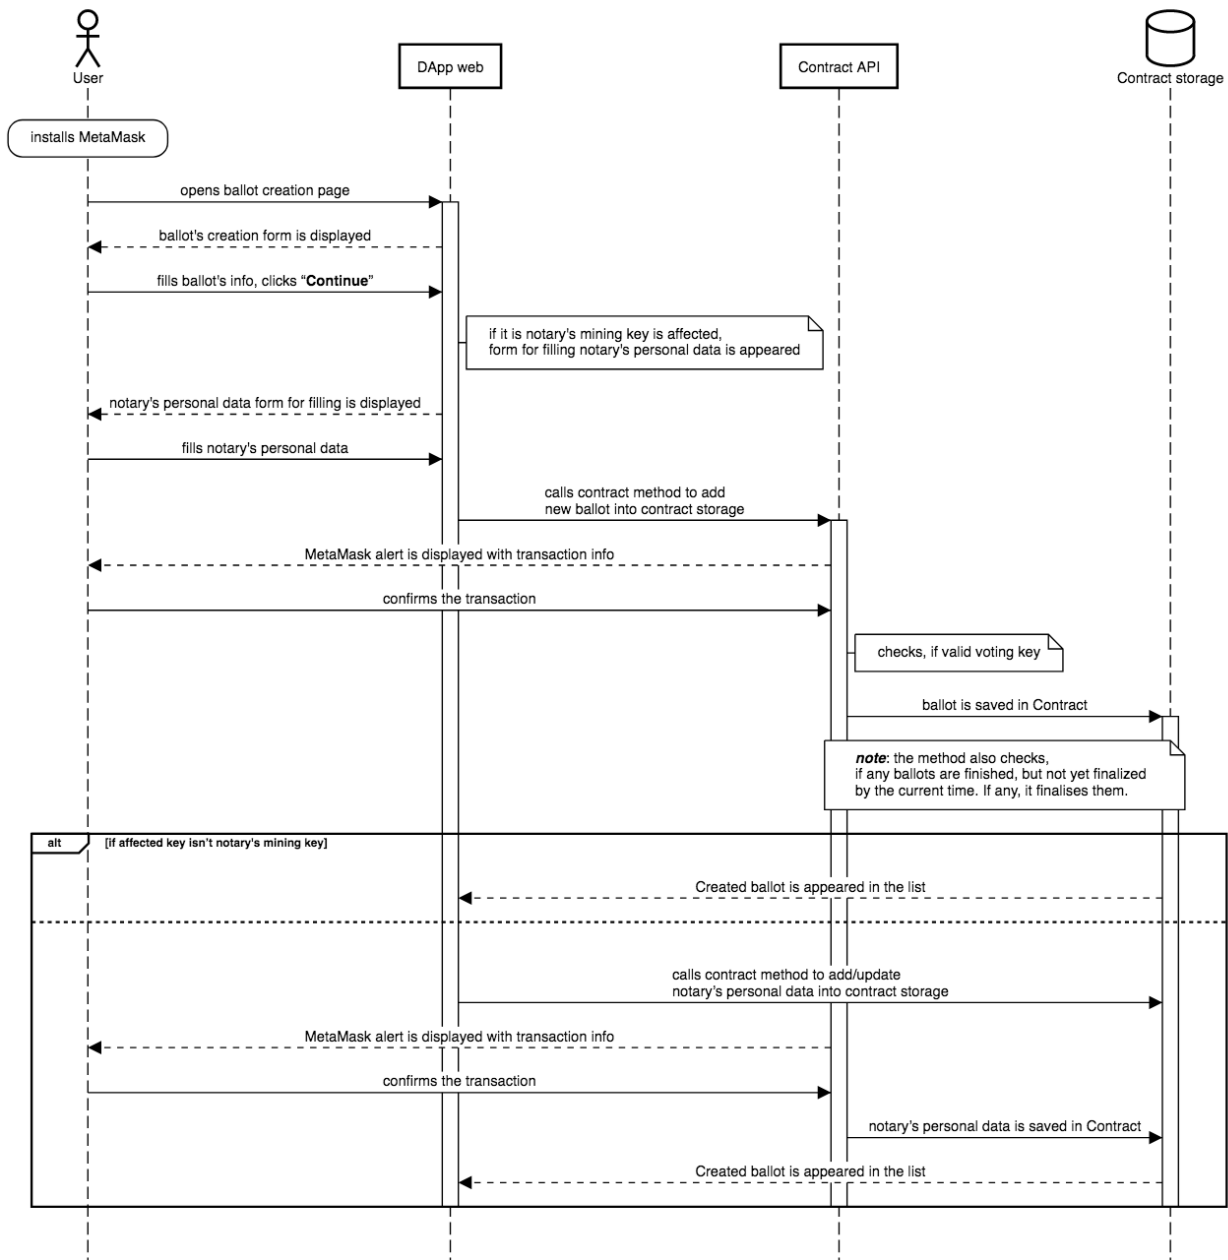 User
DApp web
Contract API
Contract storage
installs MetaMask
opens ballot creation page
ballot's creation form is displayed
fills ballot's info, clicks “Continue”
if it is notary's mining key is affected,
form for filling notary's personal data is appeared
notary's personal data form for filling is displayed
fills notary's personal data
calls contract method to add
new ballot into contract storage
MetaMask alert is displayed with transaction info
confirms the transaction
checks, if valid voting key
ballot is saved in Contract
note: the method also checks,
if any ballots are finished, but not yet finalized
by the current time. If any, it finalises them.
alt
[if affected key isn't notary's mining key]
Created ballot is appeared in the list
calls contract method to add/update
notary's personal data into contract storage
MetaMask alert is displayed with transaction info
confirms the transaction
notary’s personal data is saved in Contract
Created ballot is appeared in the list